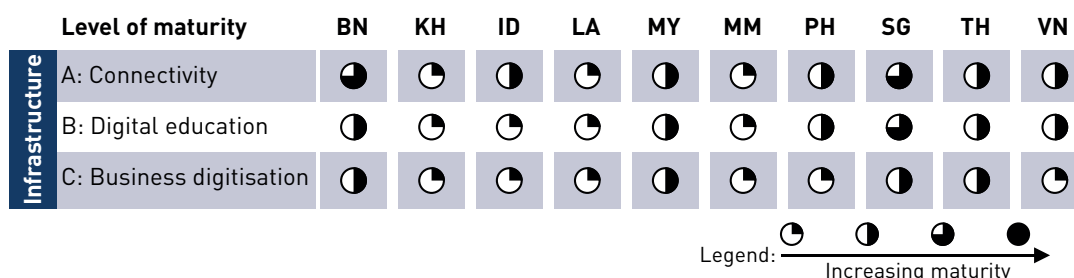 Level of maturity BN KH ID LA MY MM PH SG TH VN
Infrastructure
A: Connectivity
B: Digital education
C: Business digitisation
Legend:
Increasing maturity